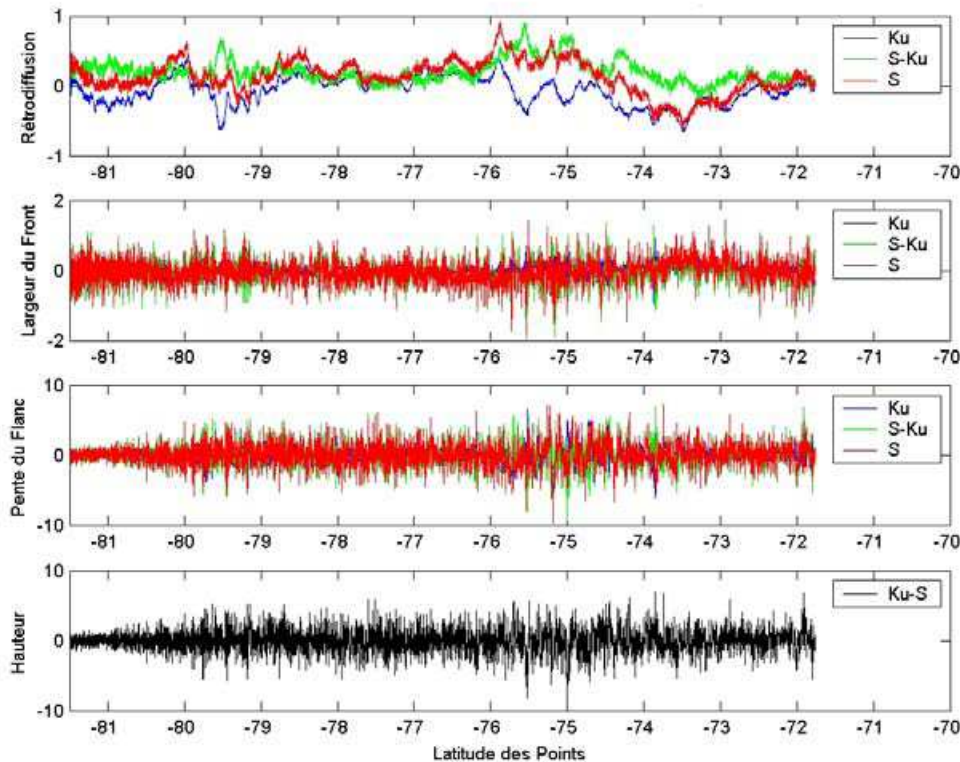 Rétrodiffusion
1
0
-1
Ku
S-Ku
S
-81 -80 -79 -78 -77 -76 -75 -74 -73 -72 -71 -70
Largeur du Front
2
0
-2
Ku
S-Ku
S
-81 -80 -79 -78 -77 -76 -75 -74 -73 -72 -71 -70
Pente du Flanc
10
0
-10
Ku
S-Ku
S
-81 -80 -79 -78 -77 -76 -75 -74 -73 -72 -71 -70
Hauteur
10
0
-10
Ku-S
-81 -80 -79 -78 -77 -76 -75 -74 -73 -72 -71 -70
Latitude des Points